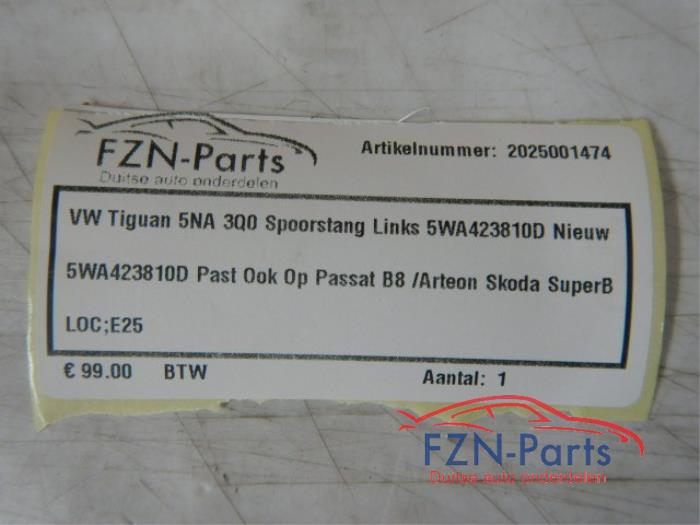 FZN-Parts
Duitse auto onderdelen
Artikelnummer: 2025001474
VW Tiguan 5NA 3Q0 Spoorstang Links 5WA423810D Nieuw
5WA423810D Past Ook Op Passat B8 /Arteon Skoda SuperB
LOC;E25
€ 99.00 BTW Aantal: 1
FZN-Parts
Duitse auto onderdelen